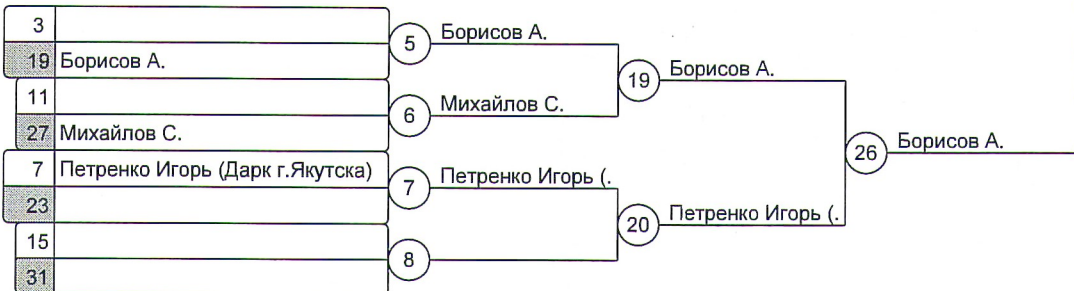 3
5 Борисов А.
19 Борисов А.
19 Борисов А.
11
6 Михайлов С.
27 Михайлов С.
26 Борисов А.
7 Петренко Игорь (Дарк г.Якутска)
7 Петренко Игорь (.
23
20 Петренко Игорь (.
15
8
31